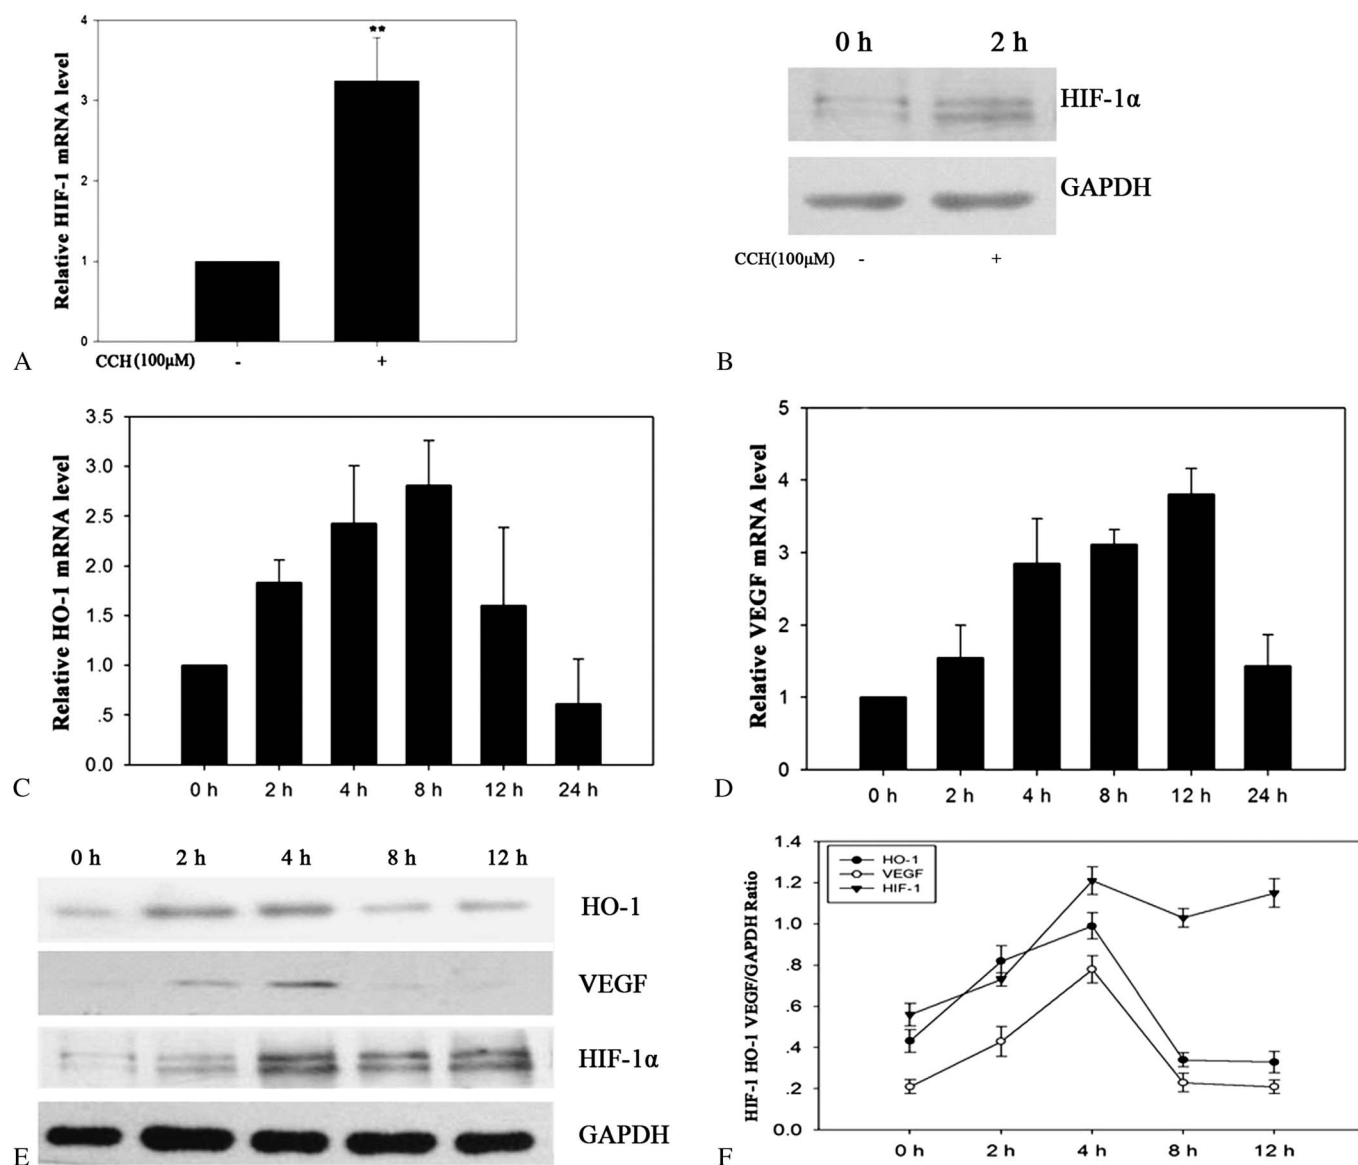 Relative HIF-1 mRNA level
4
3
2
1
0
**
CCH(100µM) - +
A
0 h 2 h
HIF-1α
GAPDH
CCH(100µM) - +
B
Relative HO-1 mRNA level
3.5
3.0
2.5
2.0
1.5
1.0
.5
0.0
0 h 2 h 4 h 8 h 12 h 24 h
C
Relative VEGF mRNA level
5
4
3
2
1
0
0 h 2 h 4 h 8 h 12 h 24 h
D
0 h 2 h 4 h 8 h 12 h
HO-1
VEGF
HIF-1α
GAPDH
E
HIF-1 HO-1 VEGF/GAPDH Ratio
1.4
1.2
1.0
.8
.6
.4
.2
0.0
HO-1
VEGF
HIF-1
0 h 2 h 4 h 8 h 12 h
F